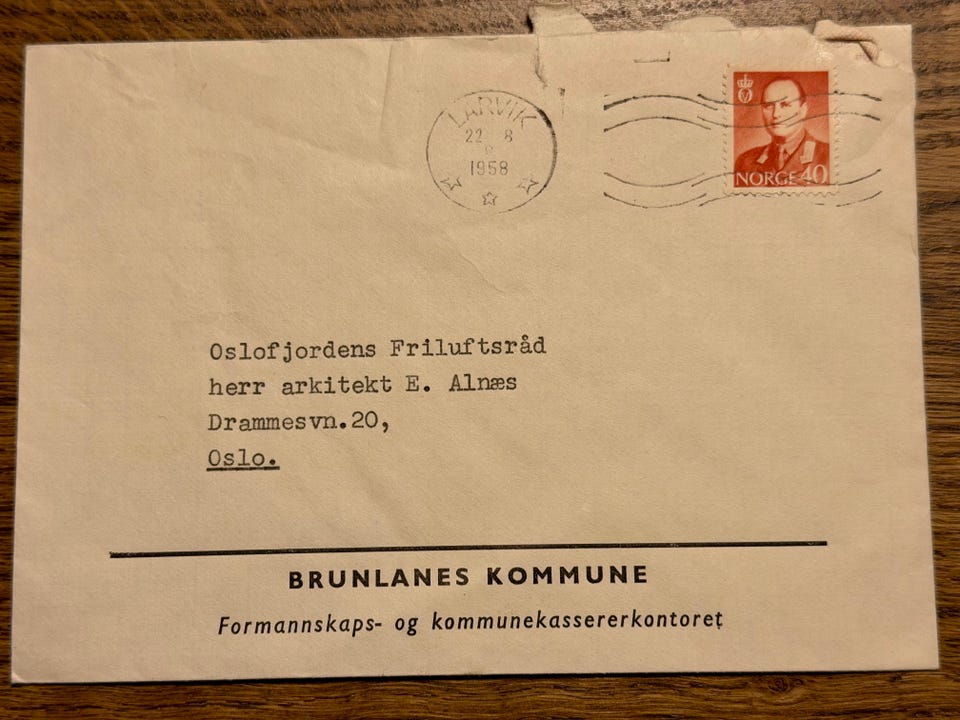 LARVIK
22 8
1958
NORGE 40
Oslofjordens Friluftsråd
herr arkitekt E. Alnæs
Drammesvn.20,
Oslo.
BRUNLANES KOMMUNE
Formannskaps- og kommunekassererkontoret